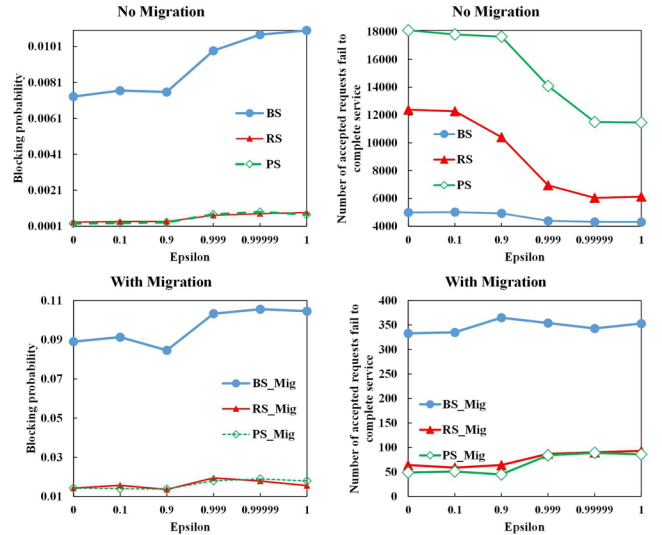 No Migration
Blocking probability
0.0101
0.0081
0.0061
0.0041
0.0021
0.0001
BS
RS
PS
0 0.1 0.9 0.999 0.99999 1
Epsilon
No Migration
Number of accepted requests fail to
complete service
18000
16000
14000
12000
10000
8000
6000
4000
BS
RS
PS
0 0.1 0.9 0.999 0.99999 1
Epsilon
With Migration
Blocking probability
0.11
0.09
0.07
0.05
0.03
0.01
BS_Mig
RS_Mig
PS_Mig
0 0.1 0.9 0.999 0.99999 1
Epsilon
With Migration
Number of accepted requests fail to
complete service
400
350
300
250
200
150
100
50
0
BS_Mig
RS_Mig
PS_Mig
0 0.1 0.9 0.999 0.99999 1
Epsilon